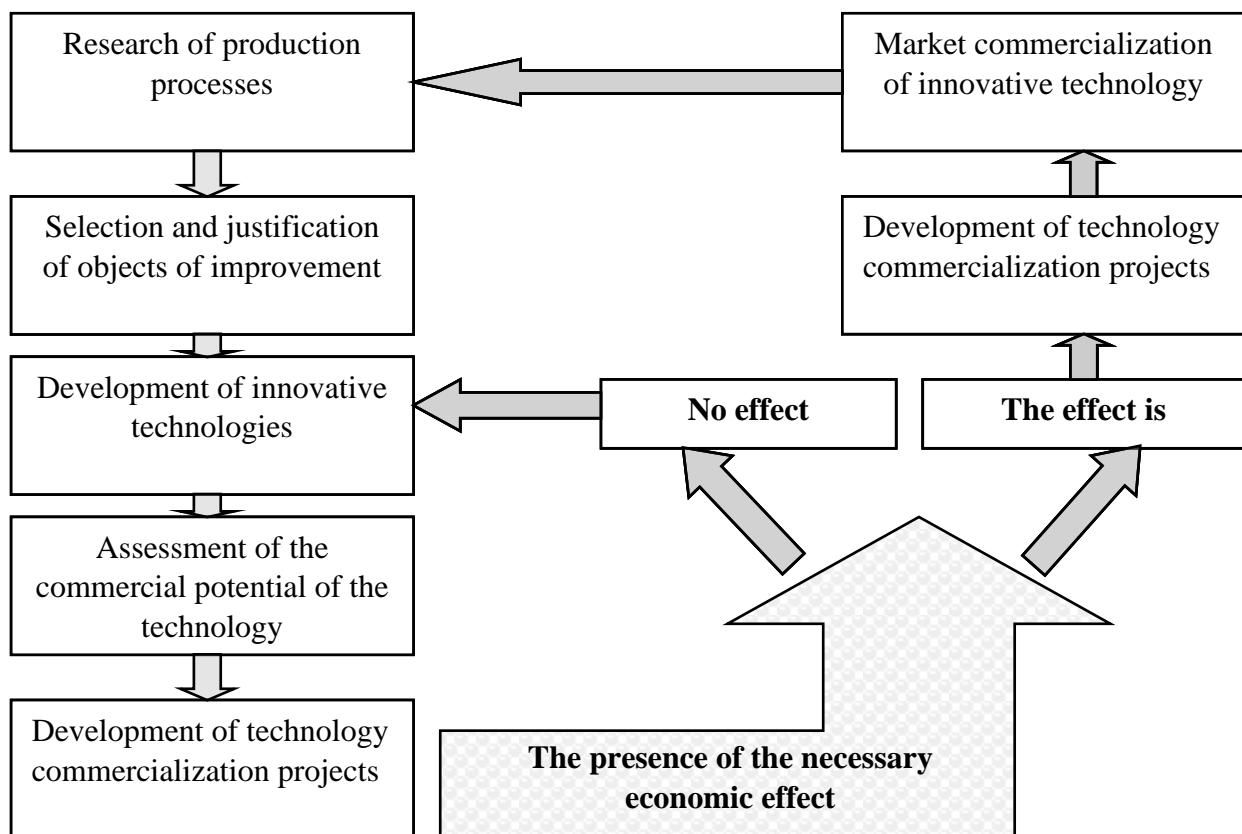 Research of production
processes
Market commercialization
of innovative technology
Selection and justification
of objects of improvement
Development of technology
commercialization projects
Development of innovative
technologies
No effect
The effect is
Assessment of the
commercial potential of the
technology
Development of technology
commercialization projects
The presence of the necessary
economic effect